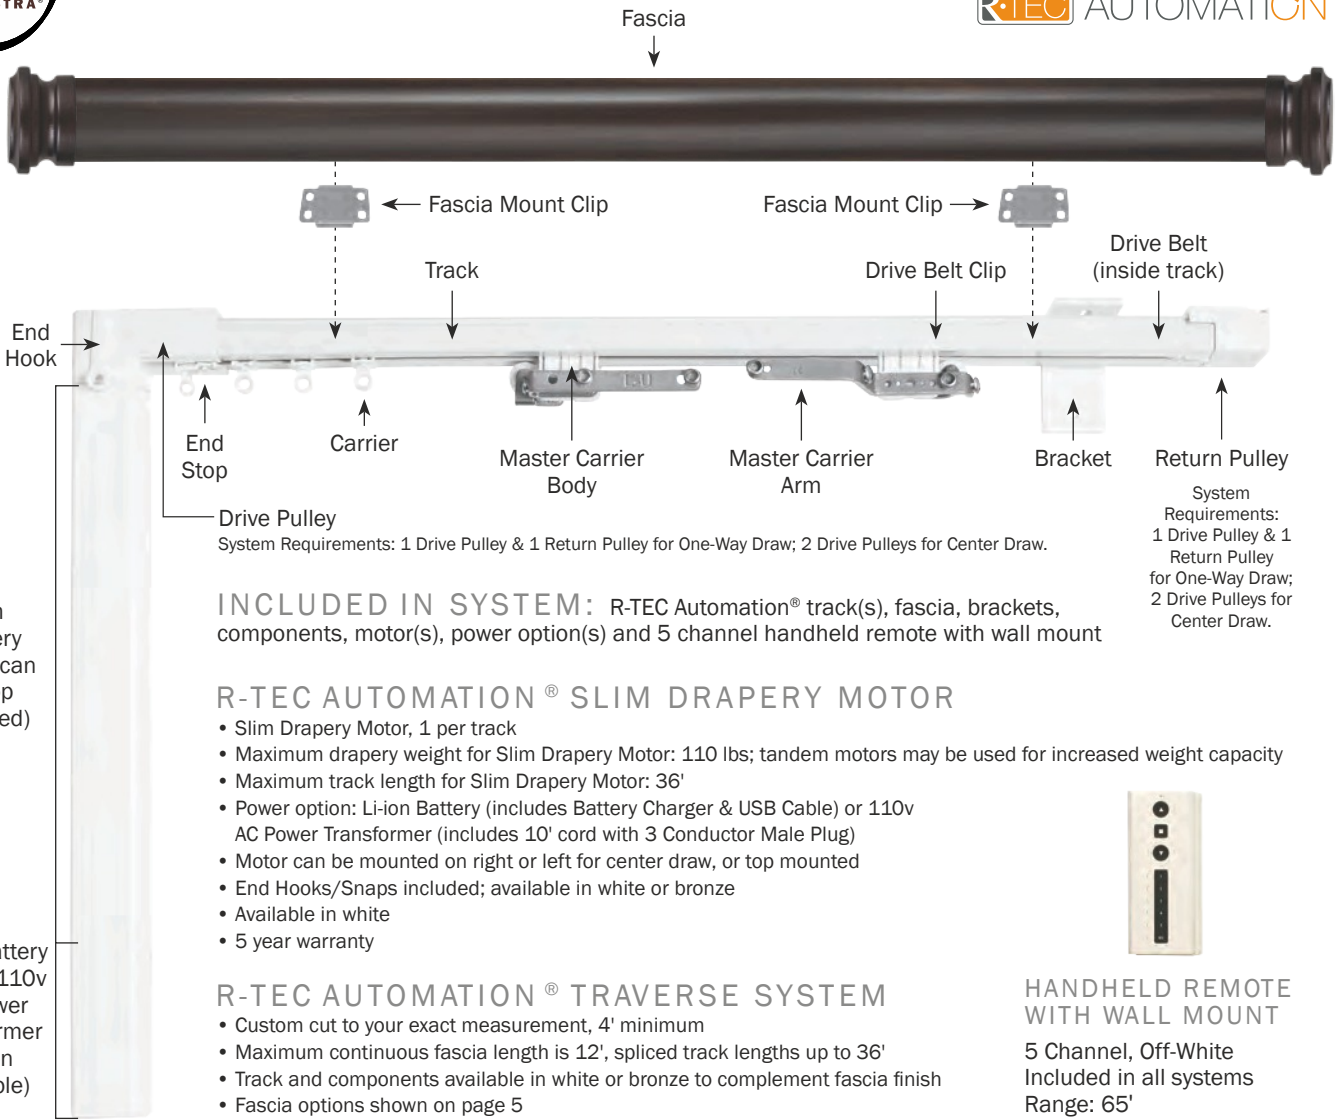 TRA®
R·TEC AUTOMATION
Fascia
Fascia Mount Clip
Fascia Mount Clip
Drive Belt
(inside track)
Track
Drive Belt Clip
End
Hook
End
Stop
Carrier
Master Carrier
Body
Master Carrier
Arm
Bracket
Return Pulley
System
Requirements:
1 Drive Pulley & 1
Return Pulley
for One-Way Draw;
2 Drive Pulleys for
Center Draw.
Drive Pulley
System Requirements: 1 Drive Pulley & 1 Return Pulley for One-Way Draw; 2 Drive Pulleys for Center Draw.
INCLUDED IN SYSTEM: R-TEC Automation® track(s), fascia, brackets,
components, motor(s), power option(s) and 5 channel handheld remote with wall mount
R-TEC AUTOMATION® SLIM DRAPERY MOTOR
• Slim Drapery Motor, 1 per track
• Maximum drapery weight for Slim Drapery Motor: 110 lbs; tandem motors may be used for increased weight capacity
• Maximum track length for Slim Drapery Motor: 36'
• Power option: Li-ion Battery (includes Battery Charger & USB Cable) or 110v
AC Power Transformer (includes 10' cord with 3 Conductor Male Plug)
• Motor can be mounted on right or left for center draw, or top mounted
• End Hooks/Snaps included; available in white or bronze
• Available in white
• 5 year warranty
R-TEC AUTOMATION® TRAVERSE SYSTEM
• Custom cut to your exact measurement, 4' minimum
• Maximum continuous fascia length is 12', spliced track lengths up to 36'
• Track and components available in white or bronze to complement fascia finish
• Fascia options shown on page 5
HANDHELD REMOTE
WITH WALL MOUNT
5 Channel, Off-White
Included in all systems
Range: 65'
ery
can
p
ed)
ttery
110v
wer
rmer
n
ble)